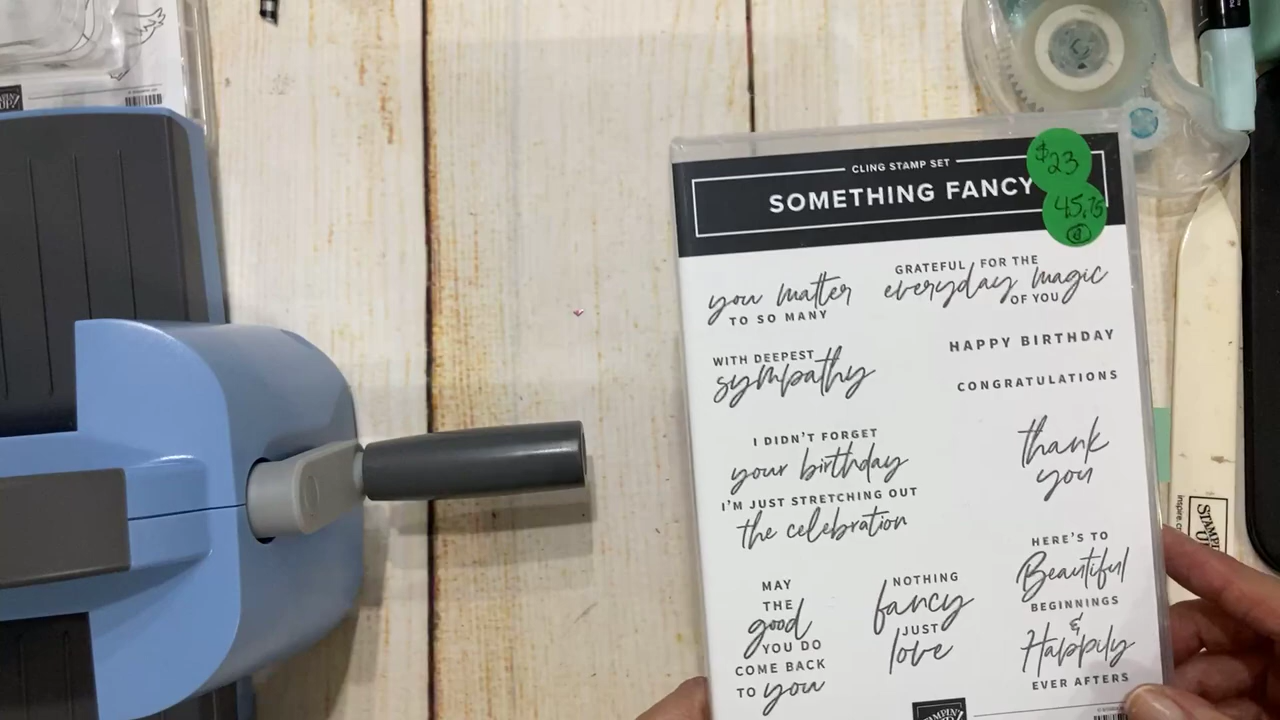 CLING STAMP SET
SOMETHING FANCY
$23
45.75
you matter
TO SO MANY
GRATEFUL FOR THE
everyday magic
OF YOU
WITH DEEPEST
sympathy
HAPPY BIRTHDAY
CONGRATULATIONS
I DIDN'T FORGET
your birthday
I'M JUST STRETCHING OUT
the celebration
thank
you
MAY
THE
good
YOU DO
COME BACK
TO you
NOTHING
fancy
JUST
love
HERE'S TO
Beautiful
BEGINNINGS
&
Happily
EVER AFTERS
STAMPIN'